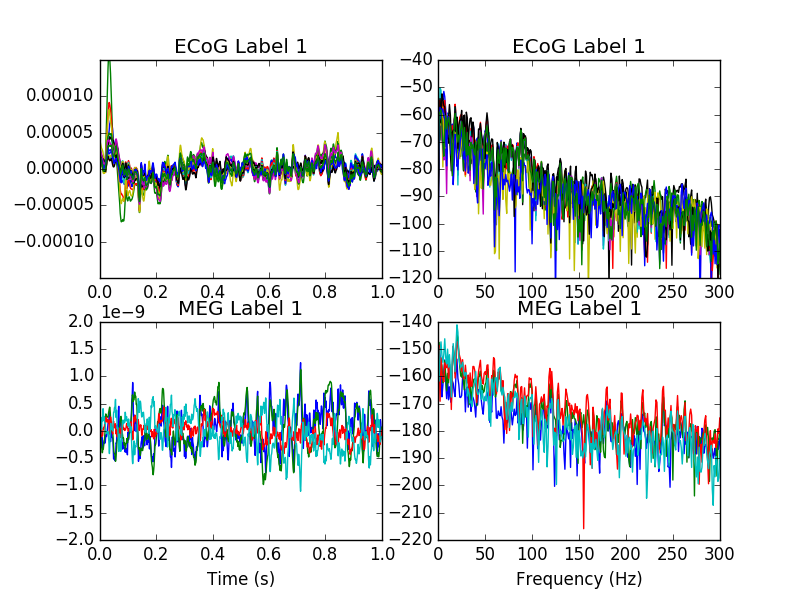 ECoG Label 1
0.00010
0.00005
0.00000
−0.00005
−0.00010
0.0 0.2 0.4 0.6 0.8 1.0
ECoG Label 1
−40
−50
−60
−70
−80
−90
−100
−110
−120
0 50 100 150 200 250 300
MEG Label 1
1e−9
2.0
1.5
1.0
0.5
0.0
−0.5
−1.0
−1.5
−2.0
0.0 0.2 0.4 0.6 0.8 1.0
Time (s)
MEG Label 1
−140
−150
−160
−170
−180
−190
−200
−210
−220
0 50 100 150 200 250 300
Frequency (Hz)